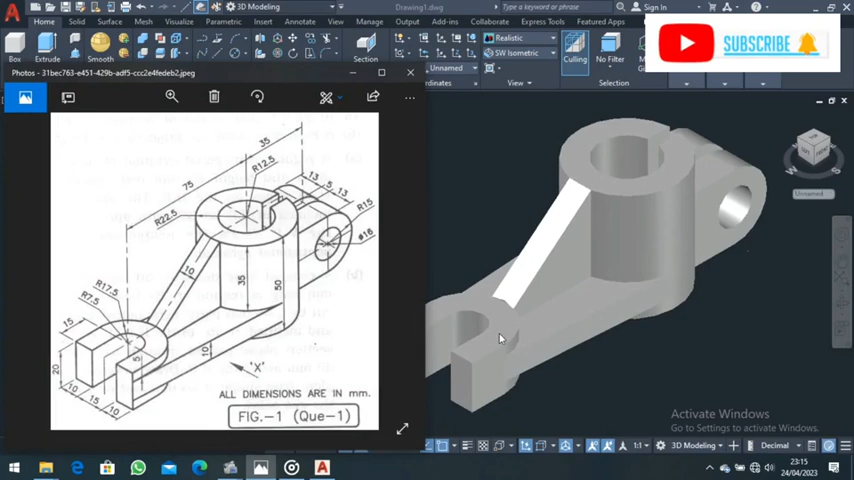 3D Modeling
Drawing1.dwg
Type a keyword or phrase
Sign In
Home
Solid
Surface
Mesh
Visualize
Parametric
Insert
Annotate
View
Manage
Output
Add-ins
Collaborate
Express Tools
Featured Apps
Box
Extrude
Smooth
Section
Realistic
SW Isometric
Unnamed
View
Culling
No Filter
Selection
SUBSCRIBE
Photos - 31bec763-e451-429b-adf5-ccc2e4fedeb2.jpeg
35
75
R12.5
13
5
13
R22.5
R15
ø16
10
35
50
R17.5
R7.5
15
5
20
10
10
15
10
'X'
ALL DIMENSIONS ARE IN mm.
FIG.-1 (Que-1)
TOP
W
S
Unnamed
Activate Windows
Go to Settings to activate Windows.
1:1
3D Modeling
Decimal
23:15
24/04/2023